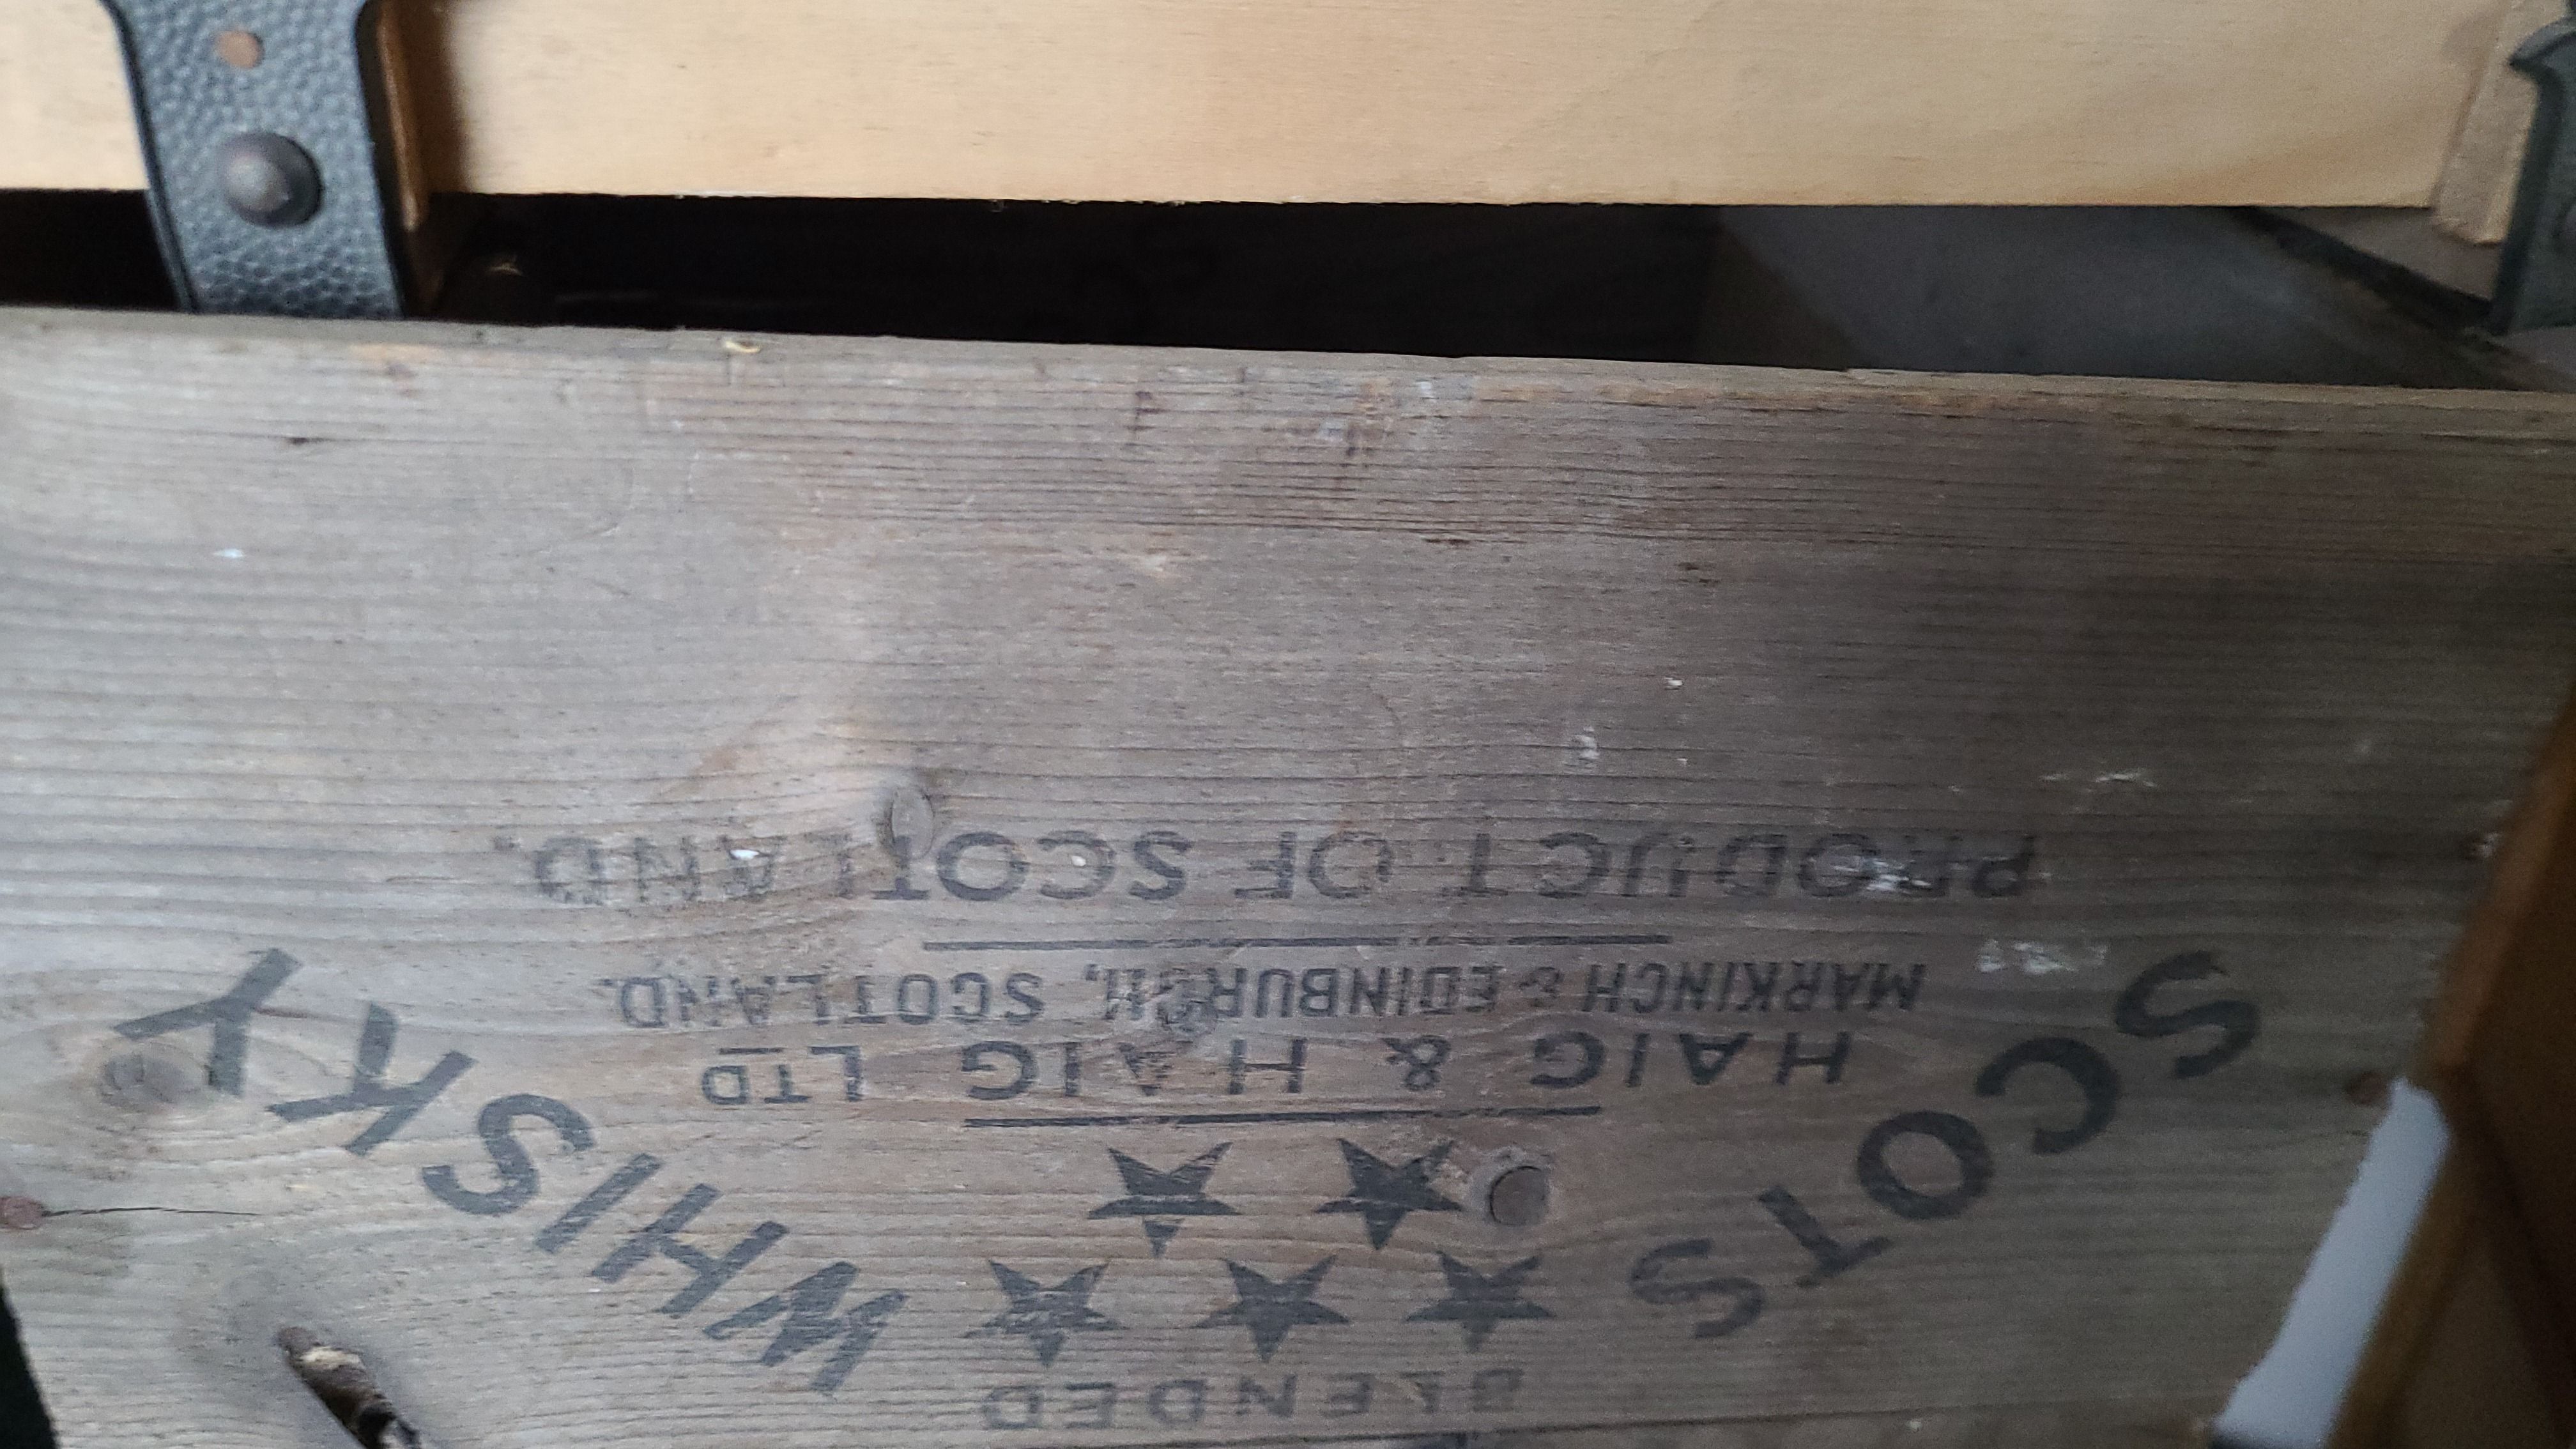 BLENDED
SCOTS WHISKY
HAIG & HAIG LTD
MARKINCH & EDINBURGH, SCOTLAND.
PRODUCT OF SCOTLAND.